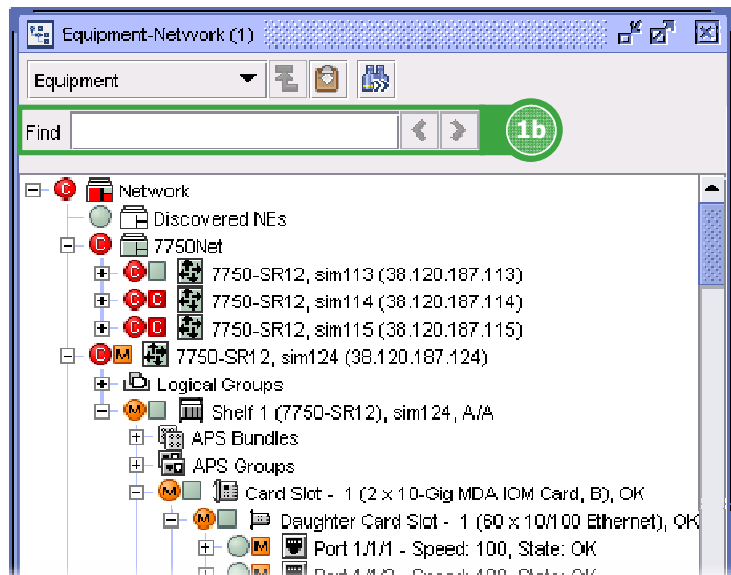 Equipment-Network (1)
Equipment
Find
1b
C Network
Discovered NEs
C 7750Net
C 7750-SR12, sim113 (38.120.187.113)
C C 7750-SR12, sim114 (38.120.187.114)
C C 7750-SR12, sim115 (38.120.187.115)
C M 7750-SR12, sim124 (38.120.187.124)
Logical Groups
M Shelf 1 (7750-SR12), sim124, A/A
APS Bundles
APS Groups
M Card Slot - 1 (2 x 10-Gig MDA IOM Card, B), OK
M Daughter Card Slot - 1 (60 x 10/100 Ethernet), OK
M Port 1/1/1 - Speed: 100, State: OK